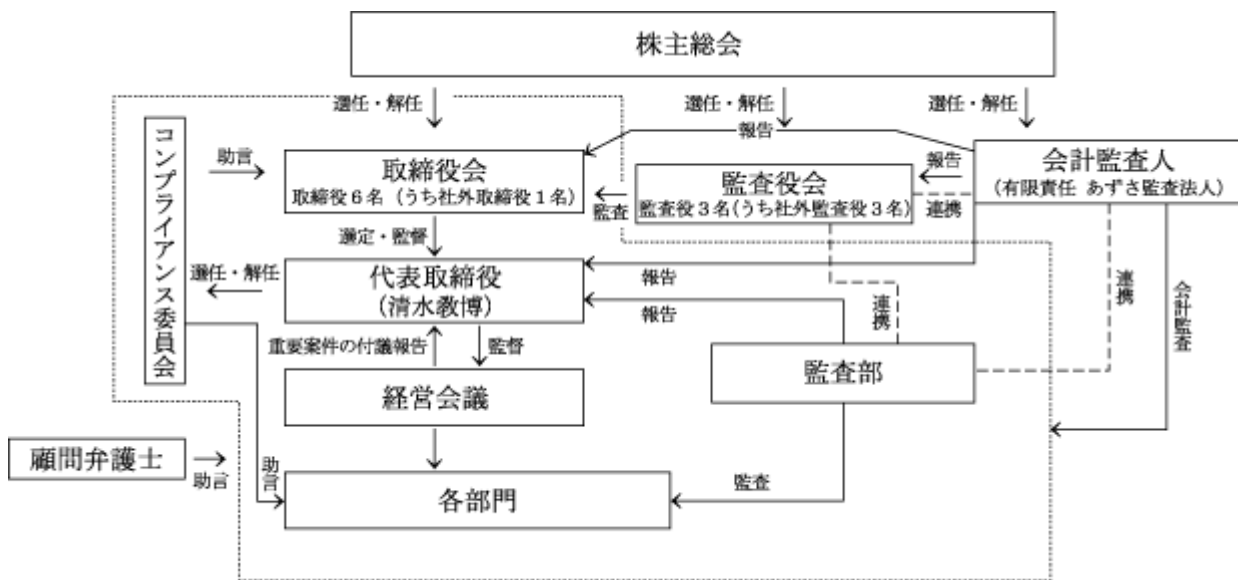 株主総会
選任・解任
選任・解任
選任・解任
コンプライアンス委員会
助言
取締役会
取締役6名（うち社外取締役1名）
報告
報告
会計監査人
（有限責任 あずさ監査法人）
監査
監査役会
監査役3名（うち社外監査役3名）
連携
選定・監督
選任・解任
代表取締役
（清水教博）
報告
報告
連携
連携
会計監査
重要案件の付議報告
監督
監査部
経営会議
顧問弁護士
助言
助言
各部門
監査